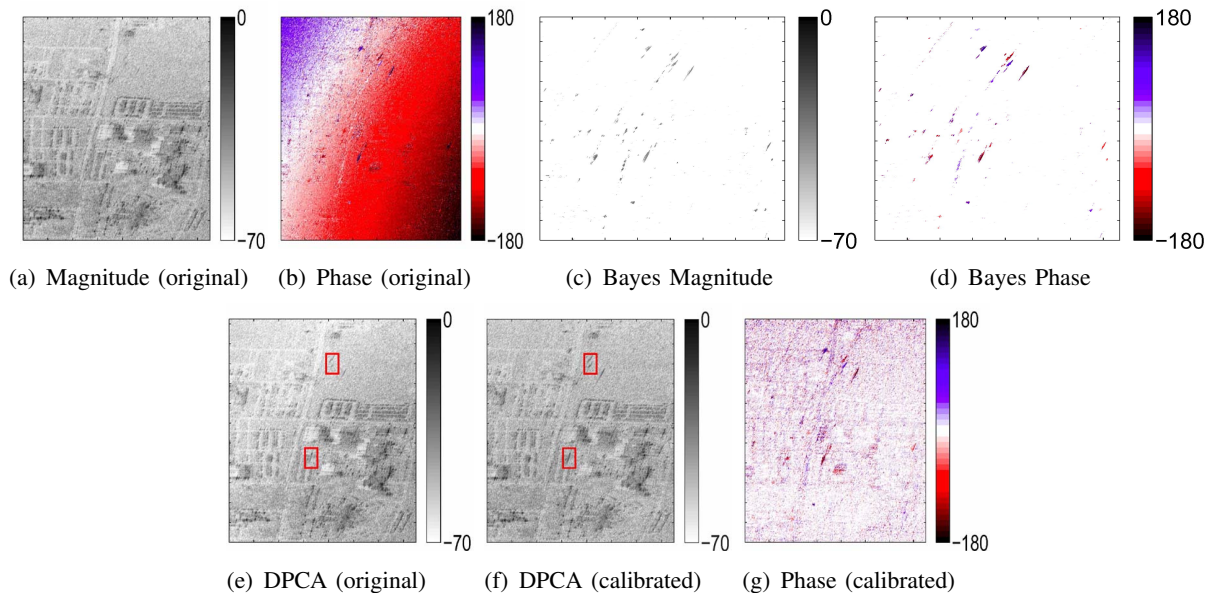 0
−70
180
−180
0
−70
180
−180
(a) Magnitude (original)
(b) Phase (original)
(c) Bayes Magnitude
(d) Bayes Phase
0
−70
0
−70
180
−180
(e) DPCA (original)
(f) DPCA (calibrated)
(g) Phase (calibrated)